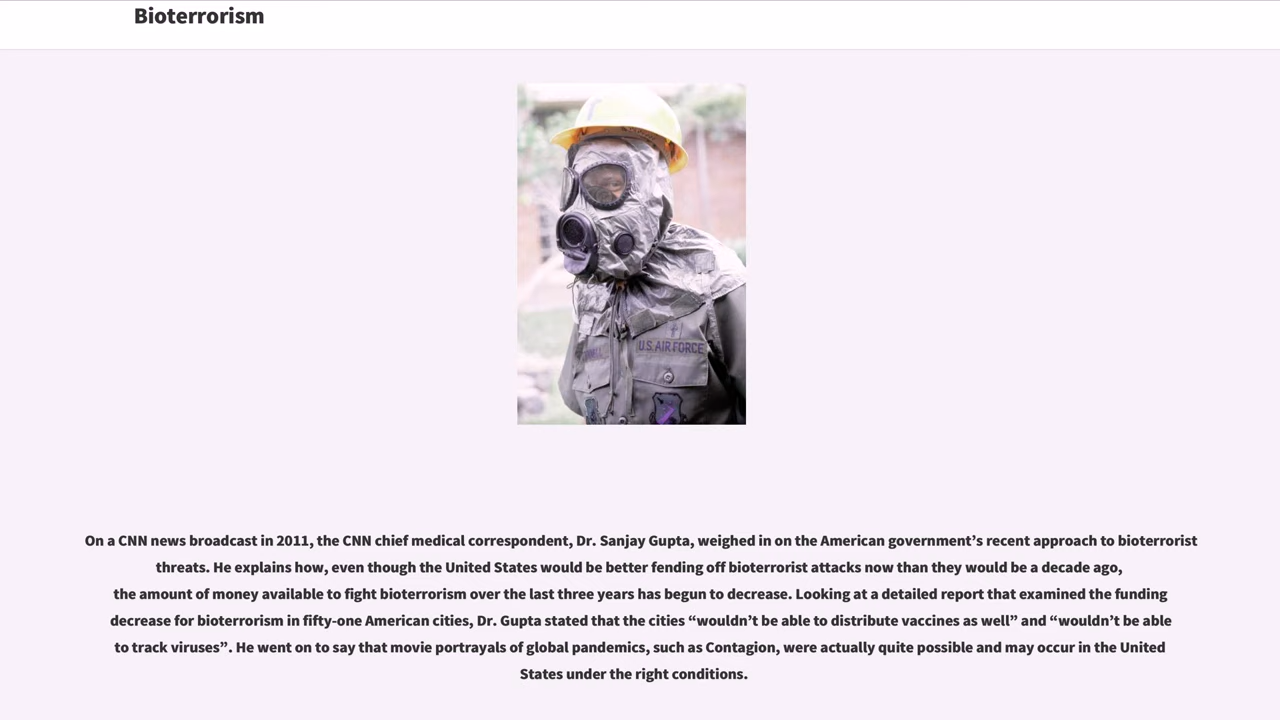 Bioterrorism
U.S. AIR FORCE
On a CNN news broadcast in 2011, the CNN chief medical correspondent, Dr. Sanjay Gupta, weighed in on the American government’s recent approach to bioterrorist
threats. He explains how, even though the United States would be better fending off bioterrorist attacks now than they would be a decade ago,
the amount of money available to fight bioterrorism over the last three years has begun to decrease. Looking at a detailed report that examined the funding
decrease for bioterrorism in fifty-one American cities, Dr. Gupta stated that the cities “wouldn’t be able to distribute vaccines as well” and “wouldn’t be able
to track viruses”. He went on to say that movie portrayals of global pandemics, such as Contagion, were actually quite possible and may occur in the United
States under the right conditions.